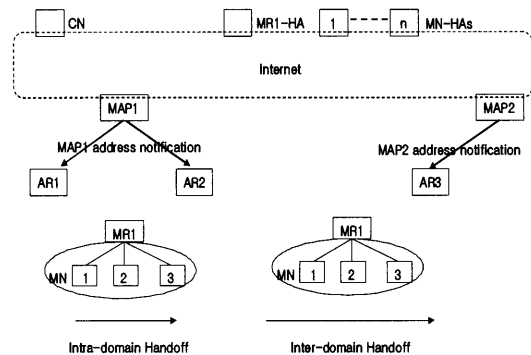 CN
MR1-HA
1
n
MN-HAs
Internet
MAP1
MAP2
MAP1 address notification
MAP2 address notification
AR1
AR2
AR3
MR1
MN
1
2
3
MR1
MN
1
2
3
Intra-domain Handoff
Inter-domain Handoff